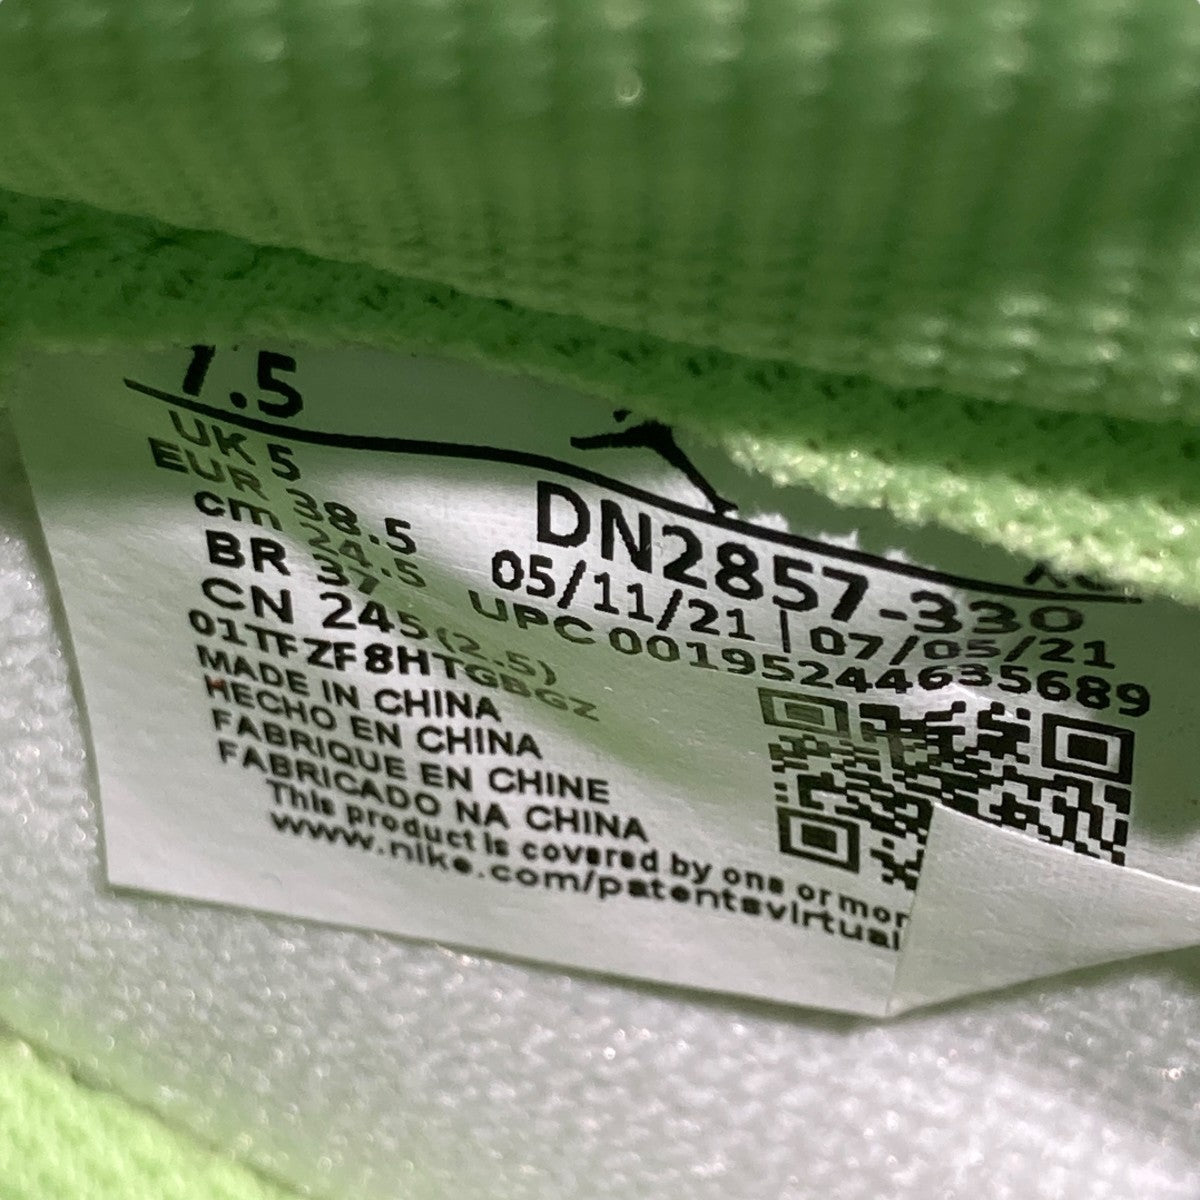 7.5
UK 5
EUR 38.5
cm 24.5
BR 37
CN 245(2.5)
01TFZF8HTGBGZ
MADE IN CHINA
HECHO EN CHINA
FABRIQUE EN CHINE
FABRICADO NA CHINA
This product is covered by one or mor
www.nike.com/patentsvirtual
DN2857-330
05/11/21 | 07/05/21
UPC 00195244635689